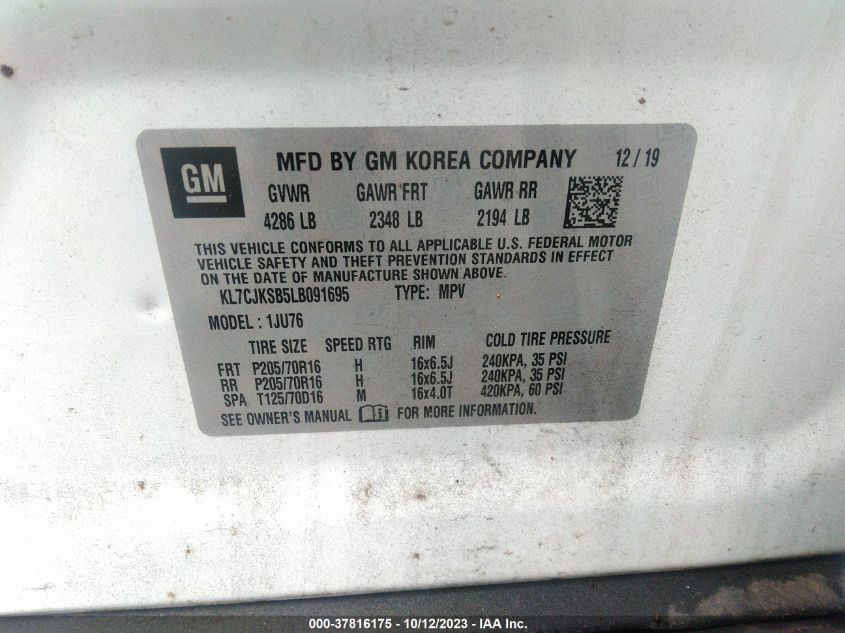 GM
MFD BY GM KOREA COMPANY 12/19
GVWR GAWR FRT GAWR RR
4286 LB 2348 LB 2194 LB
THIS VEHICLE CONFORMS TO ALL APPLICABLE U.S. FEDERAL MOTOR
VEHICLE SAFETY AND THEFT PREVENTION STANDARDS IN EFFECT
ON THE DATE OF MANUFACTURE SHOWN ABOVE.
KL7CJKSB5LB091695 TYPE: MPV
MODEL : 1JU76
TIRE SIZE SPEED RTG RIM COLD TIRE PRESSURE
FRT P205/70R16 H 16x6.5J 240KPA, 35 PSI
RR P205/70R16 H 16x6.5J 240KPA, 35 PSI
SPA T125/70D16 M 16x4.0T 420KPA, 60 PSI
SEE OWNER'S MANUAL FOR MORE INFORMATION.
000-37816175 - 10/12/2023 - IAA Inc.